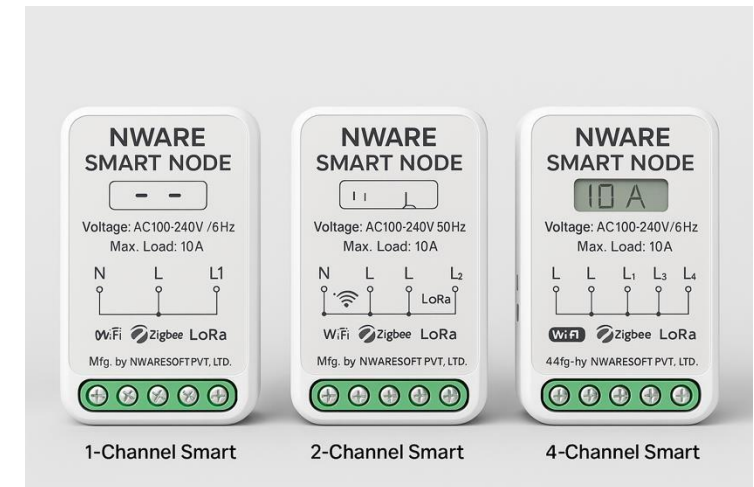 NWARE
SMART NODE
Voltage: AC100-240V /6Hz
Max. Load: 10A
N L L1
WiFi Zigbee LoRa
Mfg. by NWARESOFT PVT, LTD.
1-Channel Smart
NWARE
SMART NODE
Voltage: AC100-240V 50Hz
Max. Load: 10A
N L L L2
LoRa
WiFi Zigbee LoRa
Mfg. by NWARESOFT PVT, LTD.
2-Channel Smart
NWARE
SMART NODE
10 A
Voltage: AC100-240V/6Hz
Max. Load: 10A
L L L1 L3 L4
WiFi Zigbee LoRa
44fg-hy NWARESOFT PVT, LTD.
4-Channel Smart